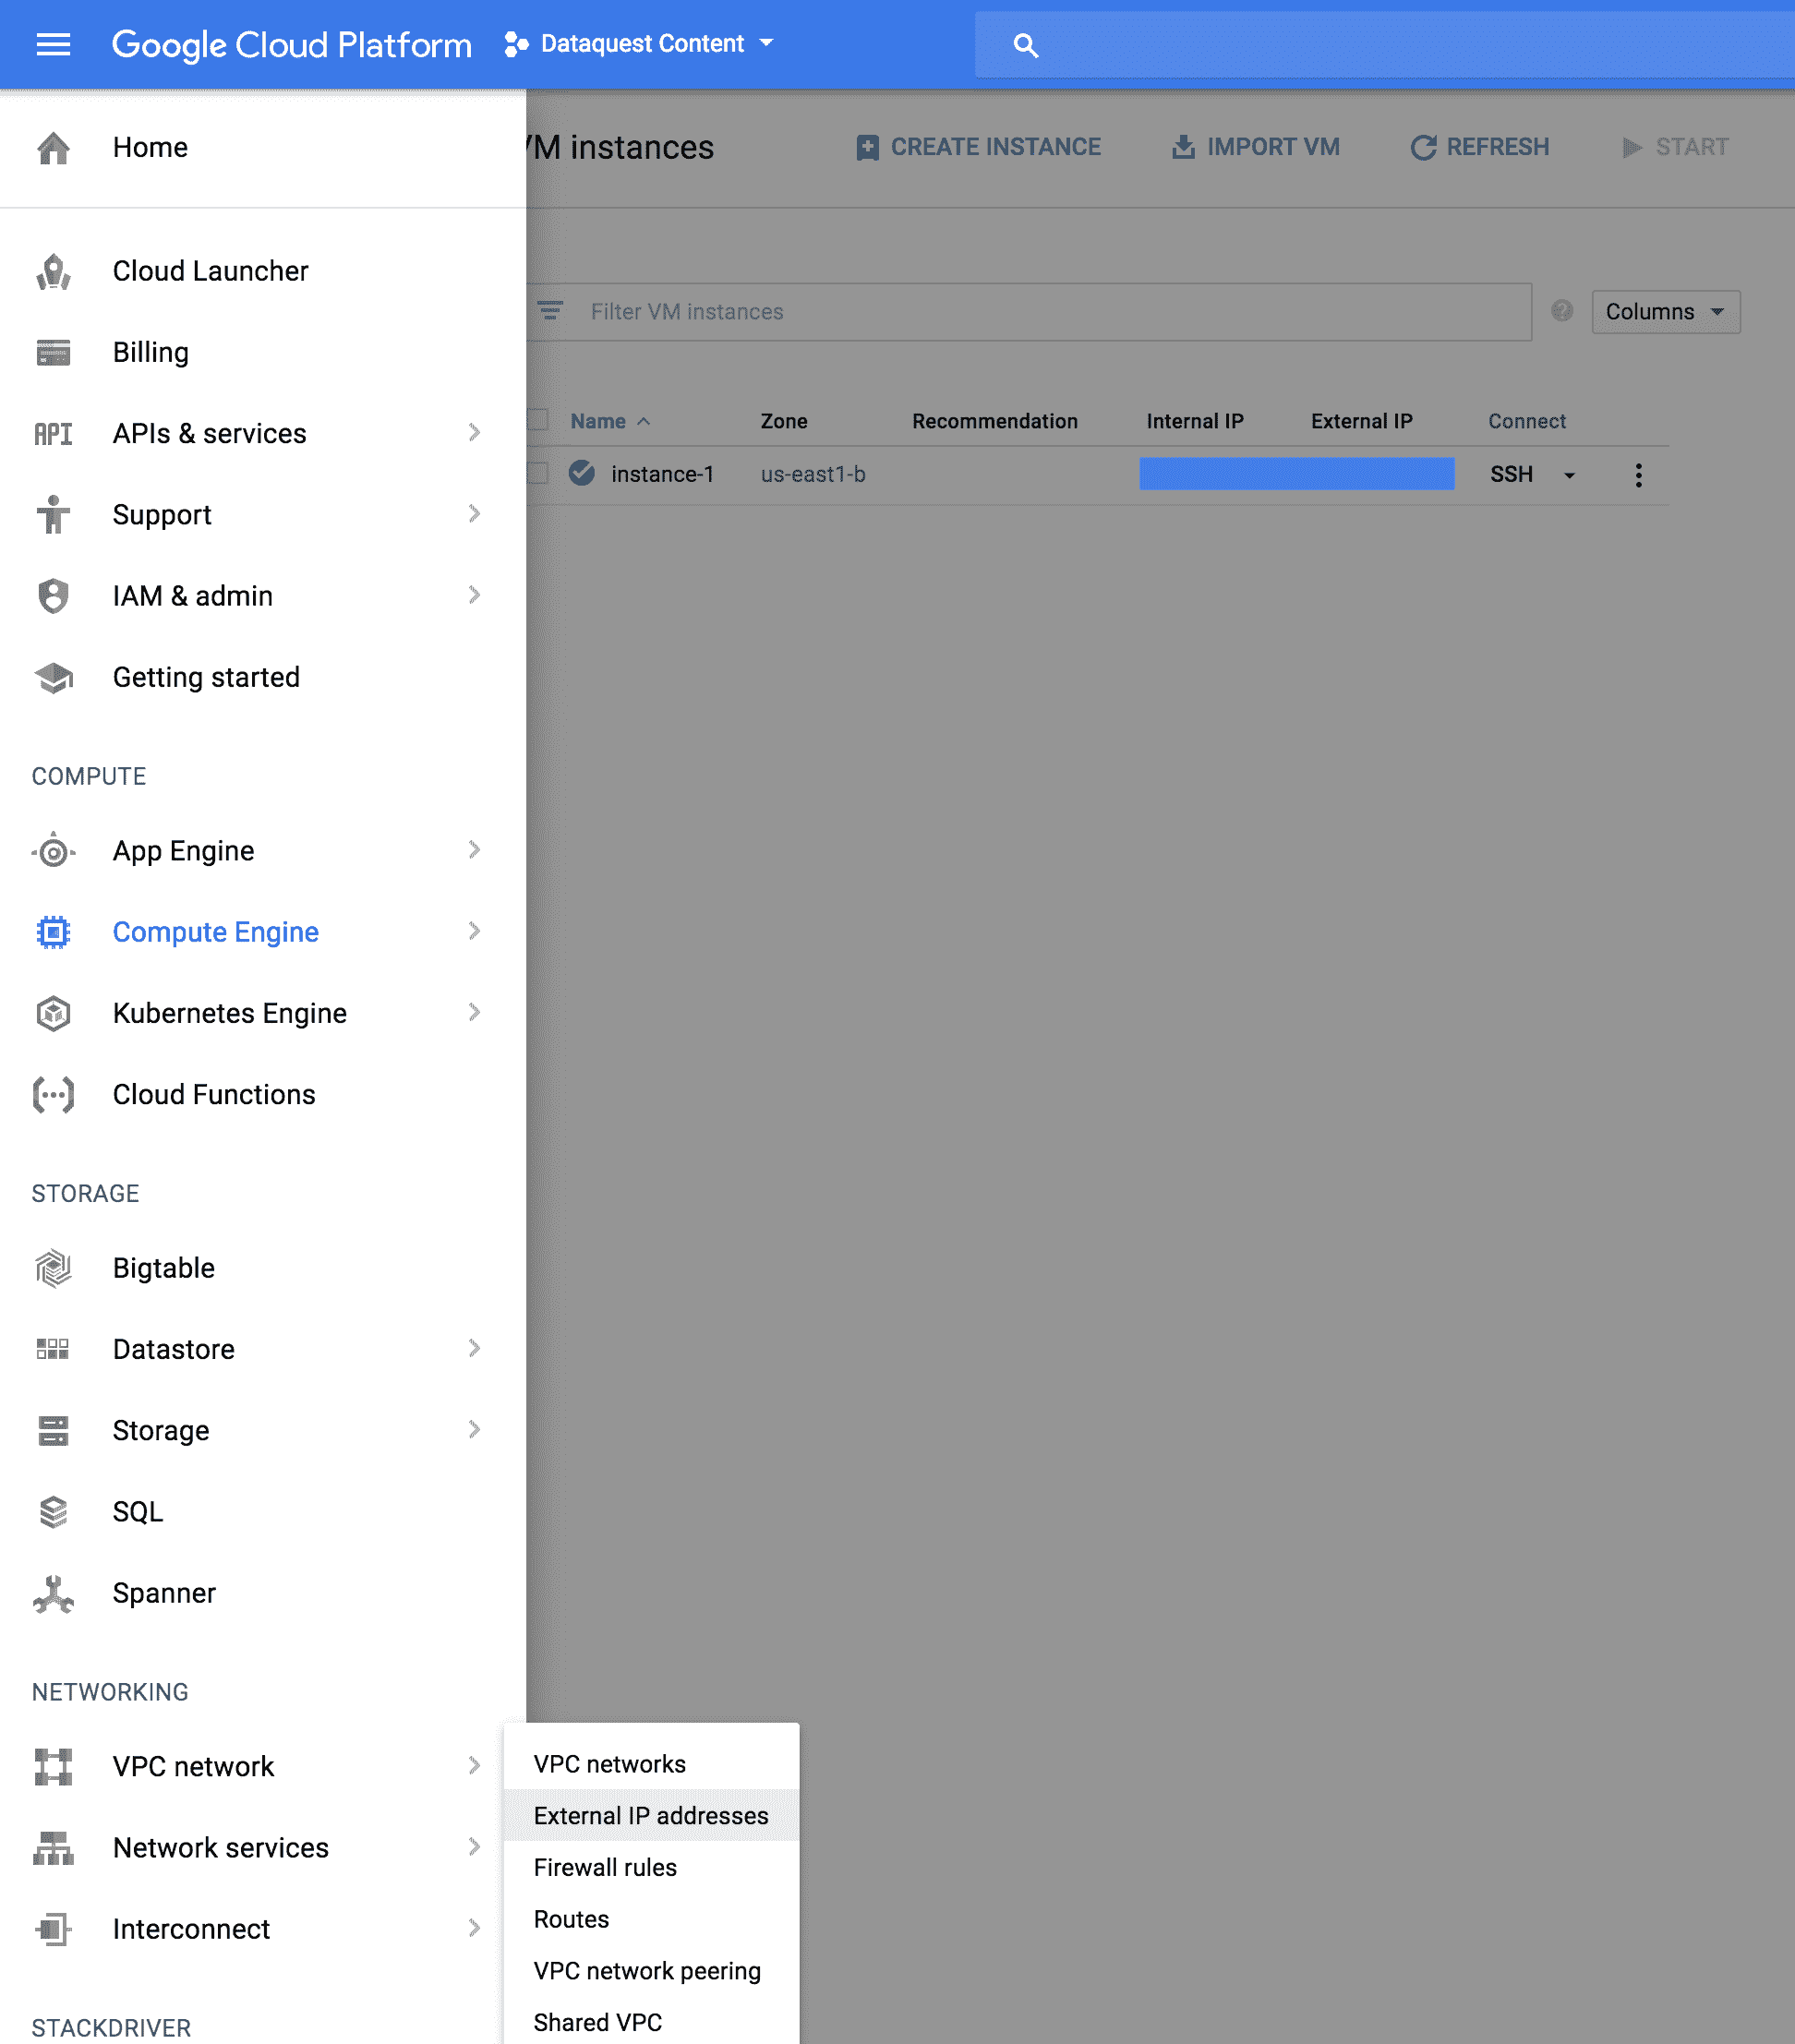 Google Cloud Platform
Dataquest Content
Home
VM instances
CREATE INSTANCE
IMPORT VM
REFRESH
START
Cloud Launcher
Filter VM instances
Columns
Billing
API
APIs & services
Name
Zone
Recommendation
Internal IP
External IP
Connect
instance-1
us-east1-b
SSH
Support
IAM & admin
Getting started
COMPUTE
App Engine
Compute Engine
Kubernetes Engine
Cloud Functions
STORAGE
Bigtable
Datastore
Storage
SQL
Spanner
NETWORKING
VPC network
Network services
Interconnect
STACKDRIVER
VPC networks
External IP addresses
Firewall rules
Routes
VPC network peering
Shared VPC